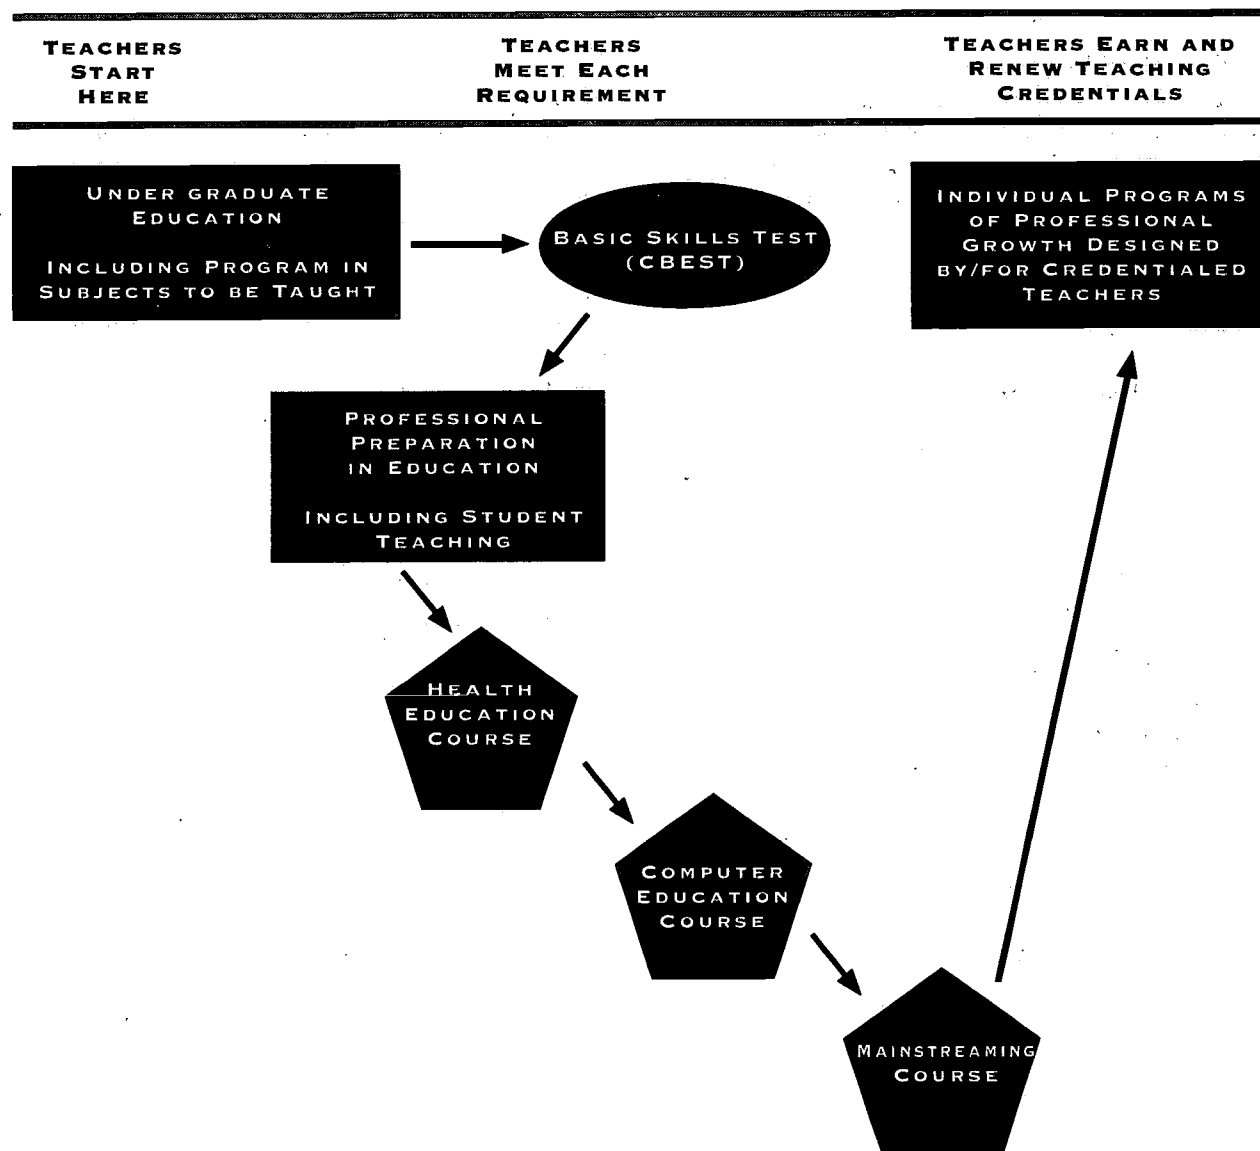 TEACHERS
START
HERE
TEACHERS
MEET EACH
REQUIREMENT
TEACHERS EARN AND
RENEW TEACHING
CREDENTIALS
UNDER GRADUATE
EDUCATION
INCLUDING PROGRAM IN
SUBJECTS TO BE TAUGHT
BASIC SKILLS TEST
(CBEST)
INDIVIDUAL PROGRAMS
OF PROFESSIONAL
GROWTH DESIGNED
BY/FOR CREDENTIALED
TEACHERS
PROFESSIONAL
PREPARATION
IN EDUCATION
INCLUDING STUDENT
TEACHING
HEALTH
EDUCATION
COURSE
COMPUTER
EDUCATION
COURSE
MAINSTREAMING
COURSE